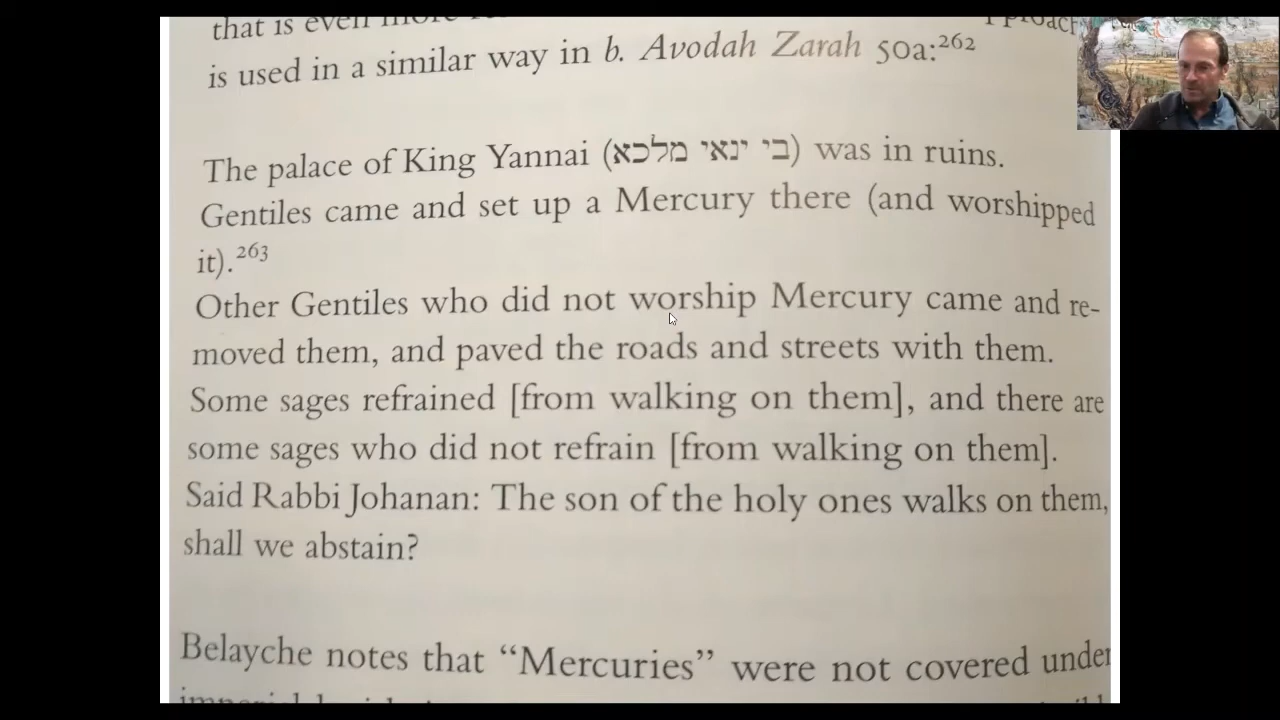 that is even more
is used in a similar way in b. Avodah Zarah 50a:262
The palace of King Yannai (בי ינאי מלכא) was in ruins.
Gentiles came and set up a Mercury there (and worshipped
it).263
Other Gentiles who did not worship Mercury came and re-
moved them, and paved the roads and streets with them.
Some sages refrained [from walking on them], and there are
some sages who did not refrain [from walking on them].
Said Rabbi Johanan: The son of the holy ones walks on them,
shall we abstain?
Belayche notes that “Mercuries” were not covered under